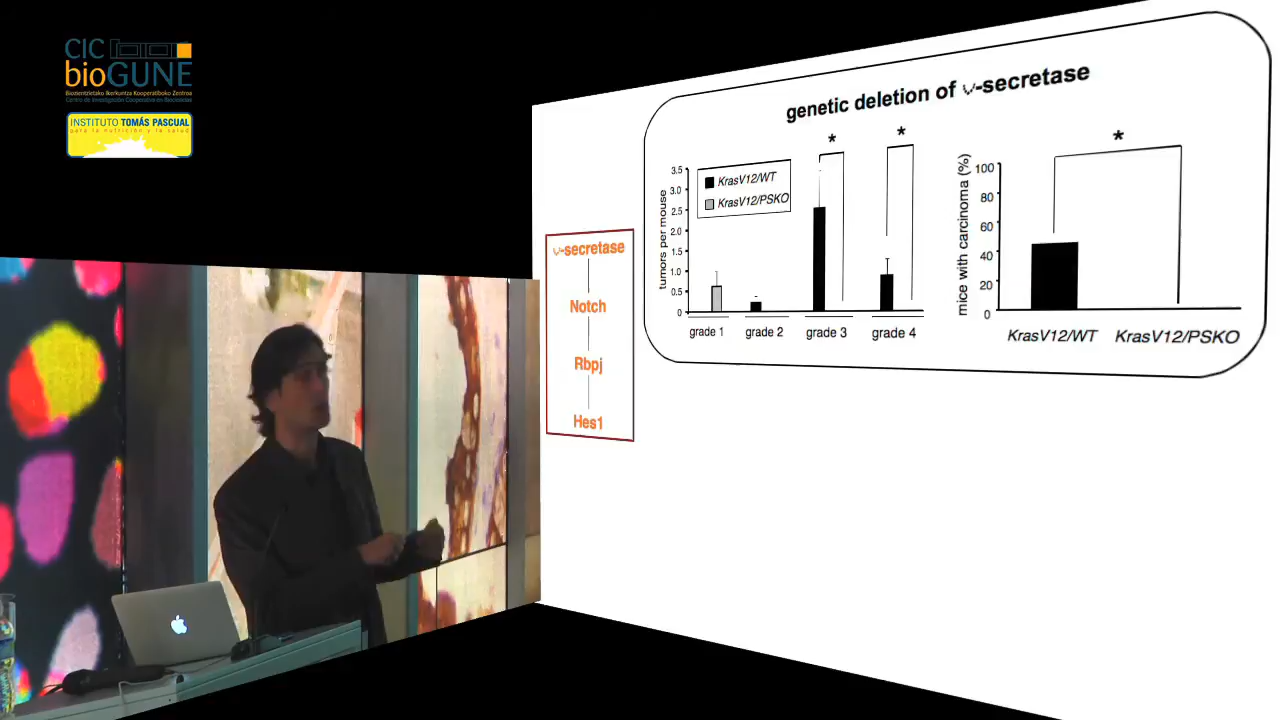 CIC
bioGUNE
Biozientzietako Ikerkuntza Kooperatiboko Zentroa
Centro de Investigación Cooperativa en Biociencias
INSTITUTO TOMÁS PASCUAL
para la nutrición y la salud
genetic deletion of γ-secretase
* * *
tumors per mouse
3.5
3.0
2.5
2.0
1.5
1.0
0.5
0
KrasV12/WT
KrasV12/PSKO
grade 1 grade 2 grade 3 grade 4
mice with carcinoma (%)
100
80
60
40
20
0
KrasV12/WT KrasV12/PSKO
γ-secretase
Notch
Rbpj
Hes1